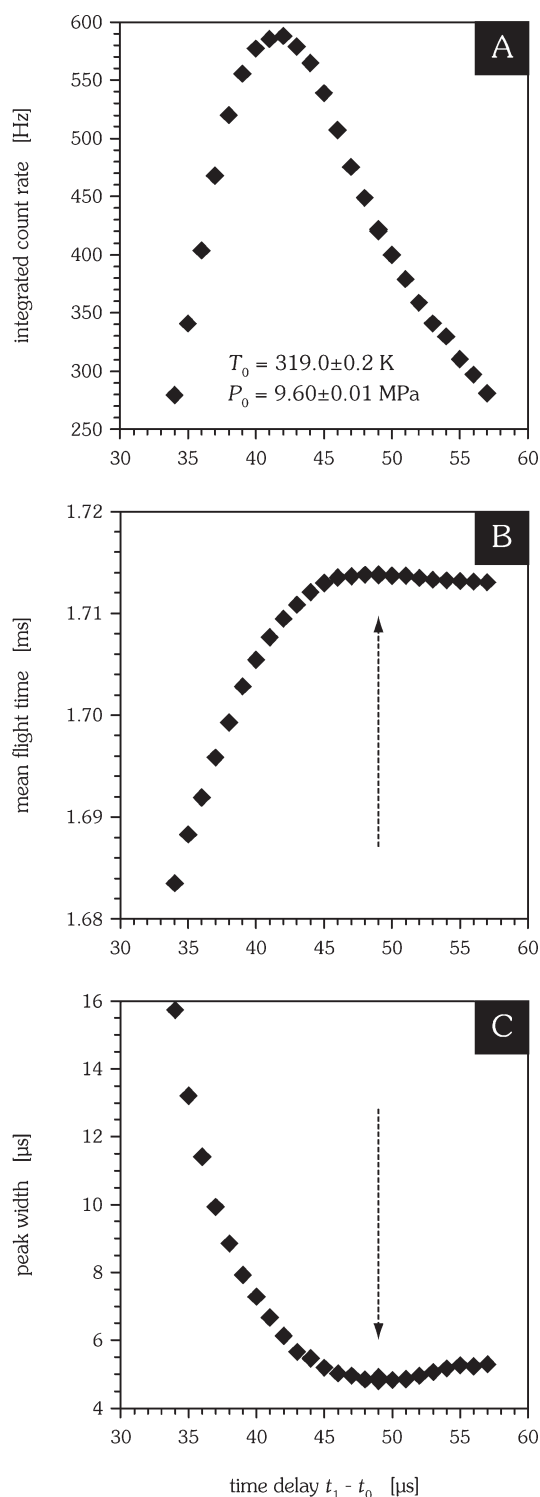 A
integrated count rate [Hz]
600
550
500
450
400
350
300
250
T₀ = 319.0±0.2 K
P₀ = 9.60±0.01 MPa
30 35 40 45 50 55 60
B
mean flight time [ms]
1.72
1.71
1.70
1.69
1.68
30 35 40 45 50 55 60
C
peak width [µs]
16
14
12
10
8
6
4
30 35 40 45 50 55 60
time delay t₁ - t₀ [µs]